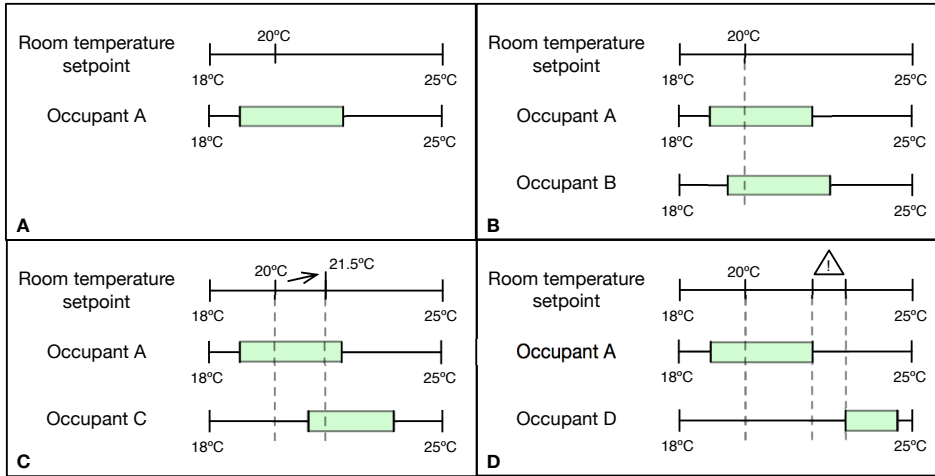 20ºC
Room temperature
setpoint
18ºC
25ºC
Occupant A
18ºC
25ºC
A
20ºC
Room temperature
setpoint
18ºC
25ºC
Occupant A
18ºC
25ºC
Occupant B
18ºC
25ºC
B
20ºC
21.5ºC
Room temperature
setpoint
18ºC
25ºC
Occupant A
18ºC
25ºC
Occupant C
18ºC
25ºC
C
20ºC
!
Room temperature
setpoint
18ºC
25ºC
Occupant A
18ºC
25ºC
Occupant D
18ºC
25ºC
D